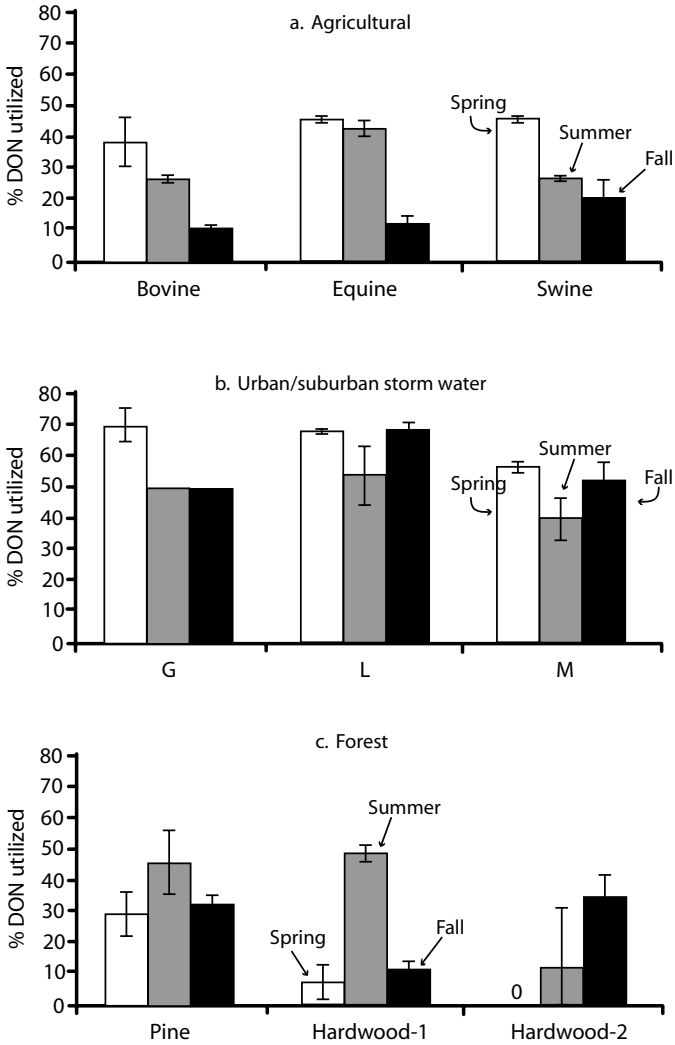 a. Agricultural
% DON utilized
80
70
60
50
40
30
20
10
0
Spring
Summer
Fall
Bovine Equine Swine
b. Urban/suburban storm water
% DON utilized
80
70
60
50
40
30
20
10
0
Summer
Spring
Fall
G L M
c. Forest
% DON utilized
80
70
60
50
40
30
20
10
0
Summer
Spring
Fall
0
Pine Hardwood-1 Hardwood-2